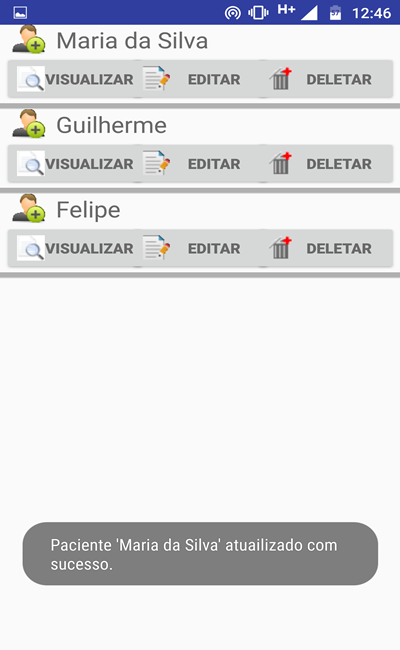 H+ 57 12:46
Maria da Silva
VISUALIZAR EDITAR DELETAR
Guilherme
VISUALIZAR EDITAR DELETAR
Felipe
VISUALIZAR EDITAR DELETAR
Paciente 'Maria da Silva' atuailizado com
sucesso.